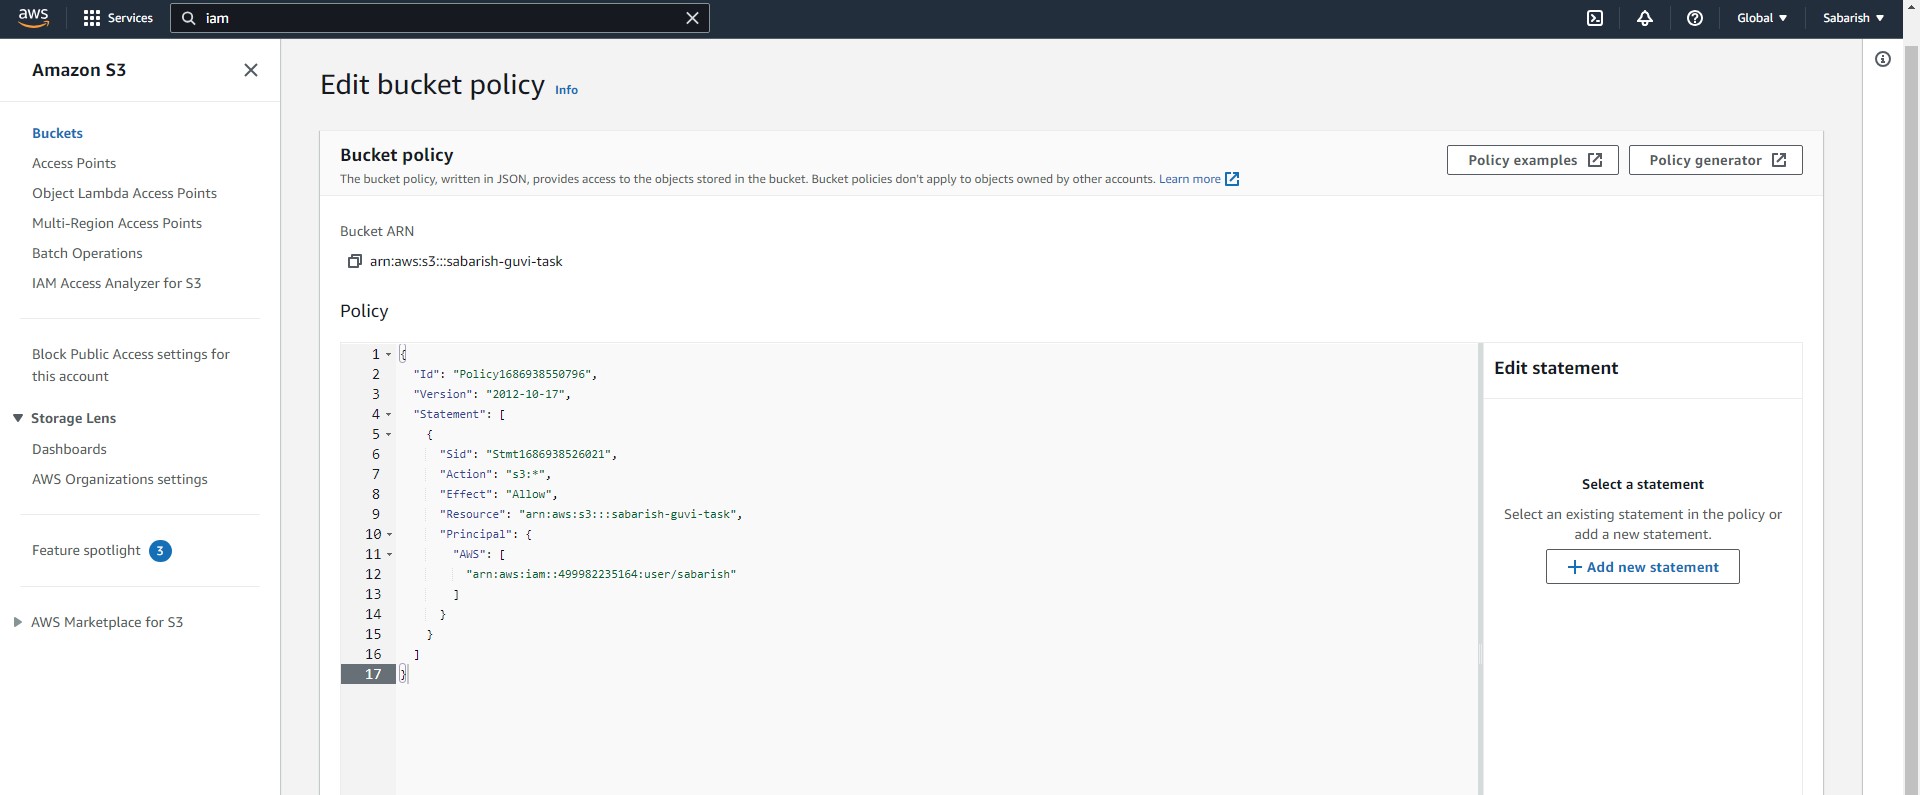 aws
Services
iam
Global
Sabarish
Amazon S3
Buckets
Access Points
Object Lambda Access Points
Multi-Region Access Points
Batch Operations
IAM Access Analyzer for S3
Block Public Access settings for
this account
Storage Lens
Dashboards
AWS Organizations settings
Feature spotlight 3
AWS Marketplace for S3
Edit bucket policy Info
Bucket policy
The bucket policy, written in JSON, provides access to the objects stored in the bucket. Bucket policies don't apply to objects owned by other accounts. Learn more
Policy examples
Policy generator
Bucket ARN
arn:aws:s3:::sabarish-guvi-task
Policy
1 {
2 "Id": "Policy1686938550796",
3 "Version": "2012-10-17",
4 "Statement": [
5 {
6 "Sid": "Stmt1686938526021",
7 "Action": "s3:*",
8 "Effect": "Allow",
9 "Resource": "arn:aws:s3:::sabarish-guvi-task",
10 "Principal": {
11 "AWS": [
12 "arn:aws:iam::499982235164:user/sabarish"
13 ]
14 }
15 }
16 ]
17 }
Edit statement
Select a statement
Select an existing statement in the policy or
add a new statement.
+ Add new statement